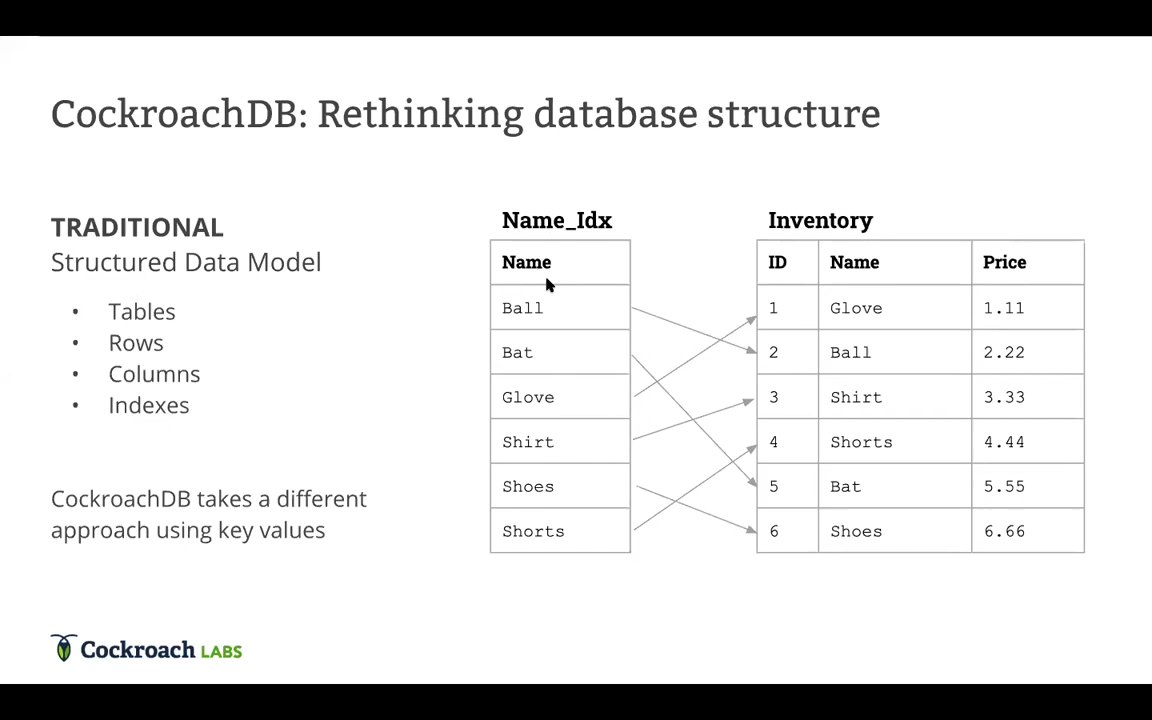 CockroachDB: Rethinking database structure
TRADITIONAL
Structured Data Model
• Tables
• Rows
• Columns
• Indexes
CockroachDB takes a different
approach using key values
Name_Idx
Name
Ball
Bat
Glove
Shirt
Shoes
Shorts
Inventory
ID Name Price
1 Glove 1.11
2 Ball 2.22
3 Shirt 3.33
4 Shorts 4.44
5 Bat 5.55
6 Shoes 6.66
Cockroach LABS